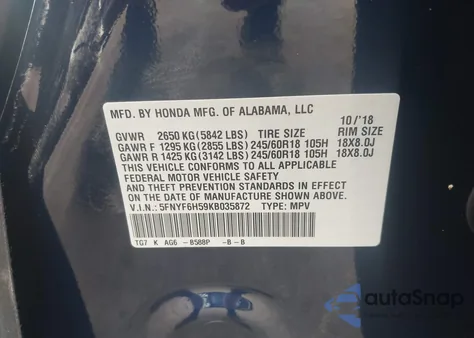 MFD. BY HONDA MFG. OF ALABAMA, LLC
10/'18
GVWR 2650 KG(5842 LBS) TIRE SIZE RIM SIZE
GAWR F 1295 KG(2855 LBS)245/60R18 105H 18X8.0J
GAWR R 1425 KG(3142 LBS)245/60R18 105H 18X8.0J
THIS VEHICLE CONFORMS TO ALL APPLICABLE
FEDERAL MOTOR VEHICLE SAFETY
AND THEFT PREVENTION STANDARDS IN EFFECT ON
THE DATE OF MANUFACTURE SHOWN ABOVE.
V.I.N.:5FNYF6H59KB035872 TYPE: MPV
TG7 K AG6 -B588P -B -B
autoSnap